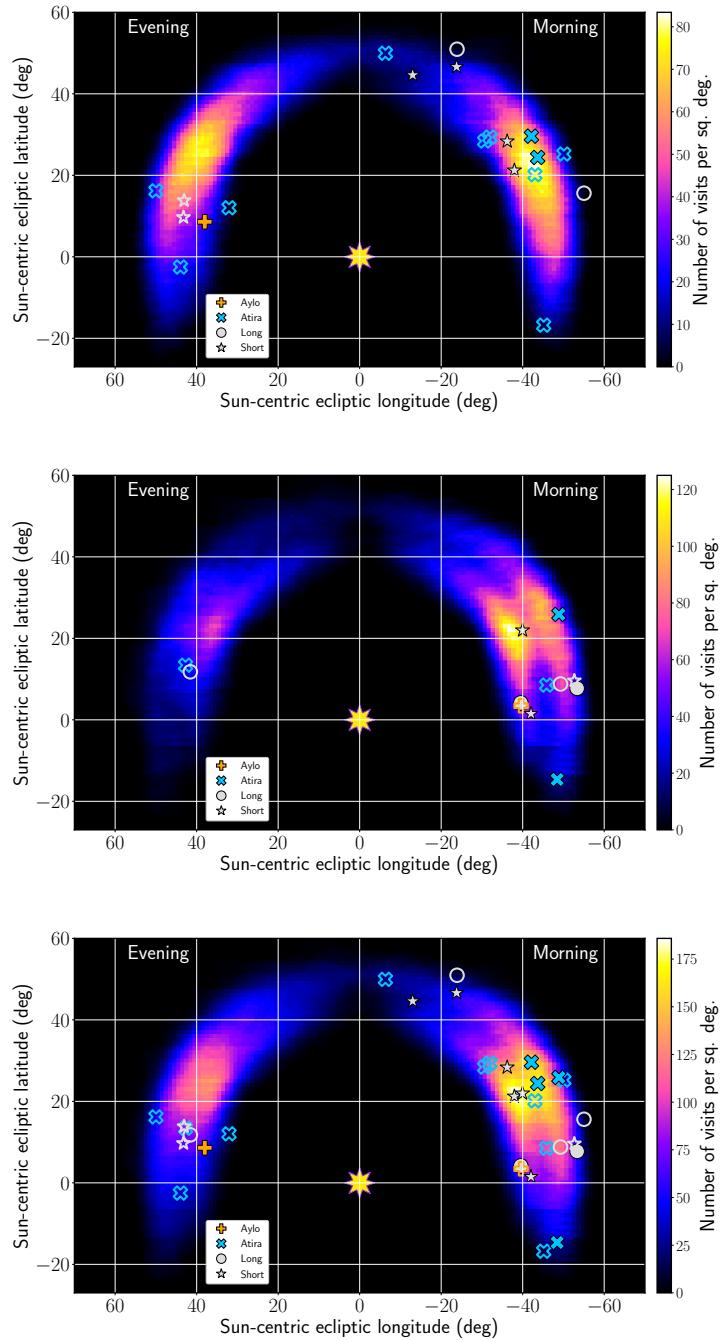 60
40
20
0
−20
Sun-centric ecliptic latitude (deg)
Evening
Morning
Aylo
Atira
Long
Short
60
40
20
0
−20
−40
−60
Sun-centric ecliptic longitude (deg)
80
70
60
50
40
30
20
10
0
Number of visits per sq. deg.
60
40
20
0
−20
Sun-centric ecliptic latitude (deg)
Evening
Morning
Aylo
Atira
Long
Short
60
40
20
0
−20
−40
−60
Sun-centric ecliptic longitude (deg)
120
100
80
60
40
20
0
Number of visits per sq. deg.
60
40
20
0
−20
Sun-centric ecliptic latitude (deg)
Evening
Morning
Aylo
Atira
Long
Short
60
40
20
0
−20
−40
−60
Sun-centric ecliptic longitude (deg)
175
150
125
100
75
50
25
0
Number of visits per sq. deg.